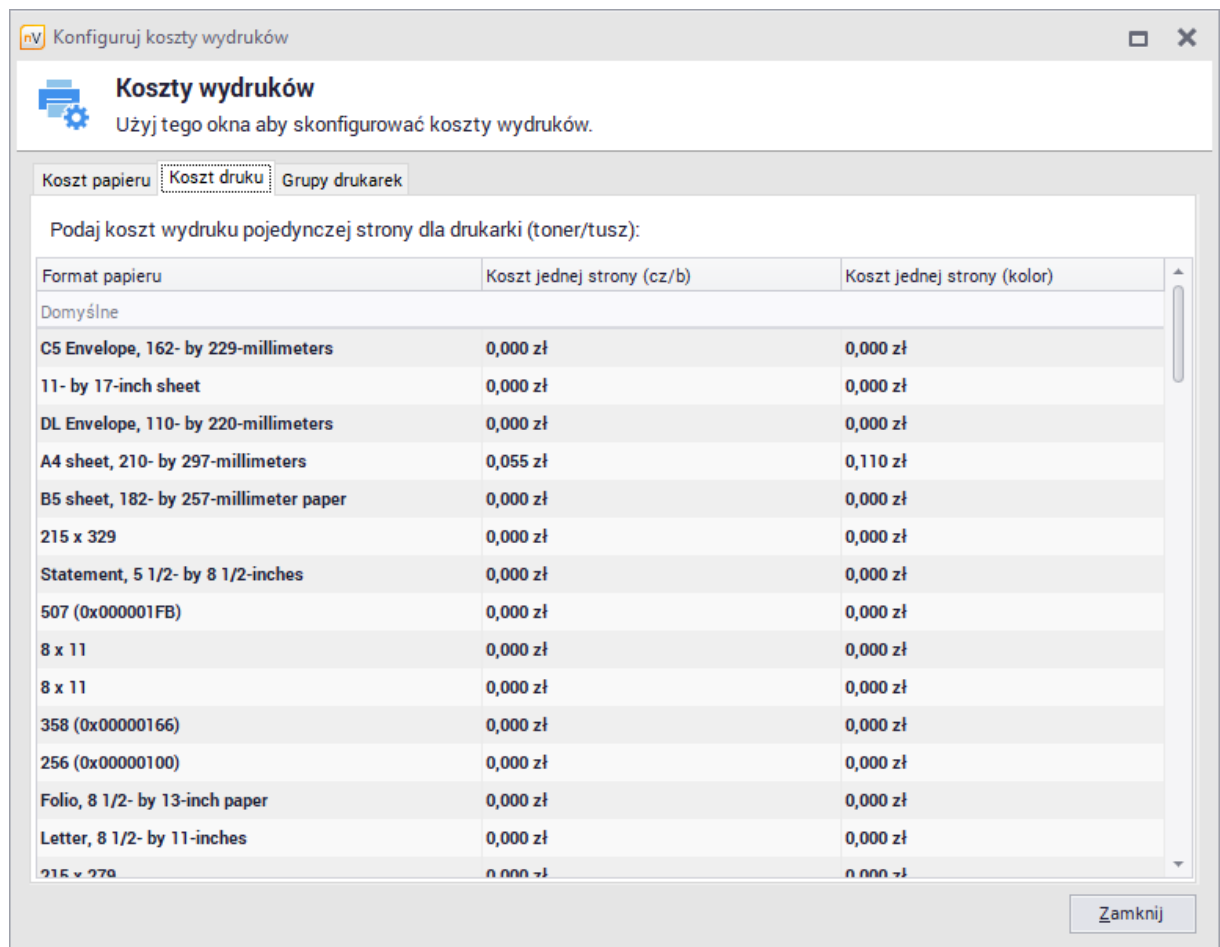 nV Konfiguruj koszty wydruków
Koszty wydruków
Użyj tego okna aby skonfigurować koszty wydruków.
Koszt papieru Koszt druku Grupy drukarek
Podaj koszt wydruku pojedynczej strony dla drukarki (toner/tusz):
Format papieru Koszt jednej strony (cz/b) Koszt jednej strony (kolor)
Domyślne
C5 Envelope, 162- by 229-millimeters 0,000 zł 0,000 zł
11- by 17-inch sheet 0,000 zł 0,000 zł
DL Envelope, 110- by 220-millimeters 0,000 zł 0,000 zł
A4 sheet, 210- by 297-millimeters 0,055 zł 0,110 zł
B5 sheet, 182- by 257-millimeter paper 0,000 zł 0,000 zł
215 x 329 0,000 zł 0,000 zł
Statement, 5 1/2- by 8 1/2-inches 0,000 zł 0,000 zł
507 (0x000001FB) 0,000 zł 0,000 zł
8 x 11 0,000 zł 0,000 zł
8 x 11 0,000 zł 0,000 zł
358 (0x00000166) 0,000 zł 0,000 zł
256 (0x00000100) 0,000 zł 0,000 zł
Folio, 8 1/2- by 13-inch paper 0,000 zł 0,000 zł
Letter, 8 1/2- by 11-inches 0,000 zł 0,000 zł
215 x 279 0,000 zł 0,000 zł
Zamknij